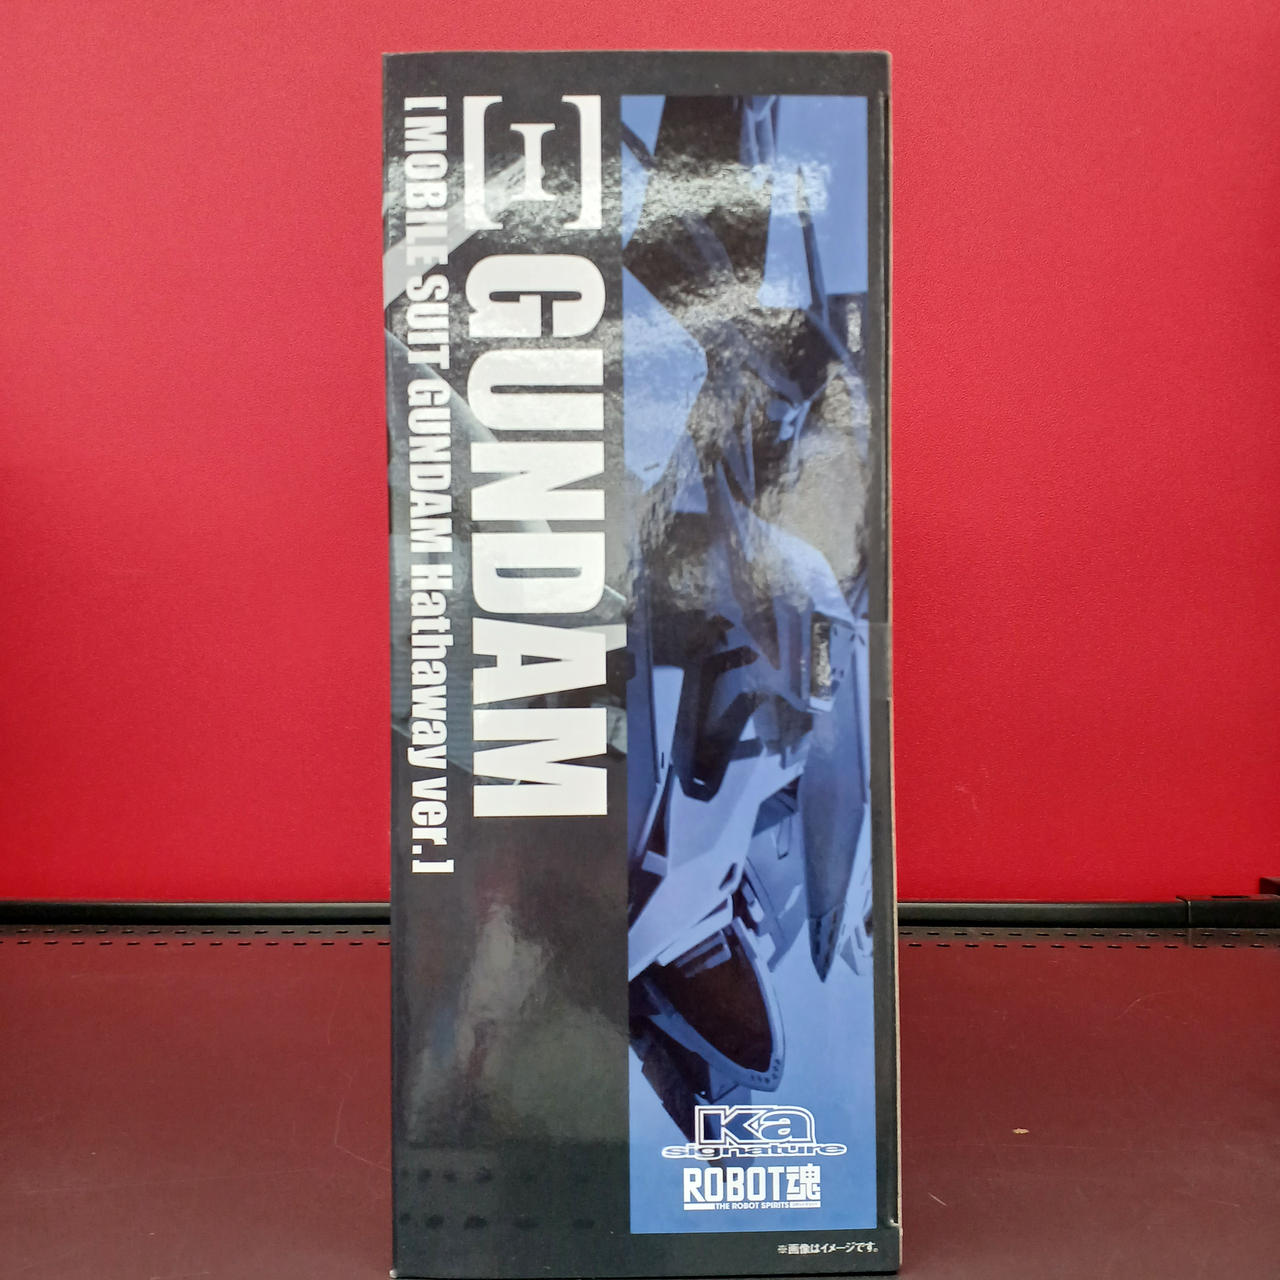 [Ξ] GUNDAM
[MOBILE SUIT GUNDAM Hathaway ver.]
Ka
signature
ROBOT魂
THE ROBOT SPIRITS
※画像はイメージです。